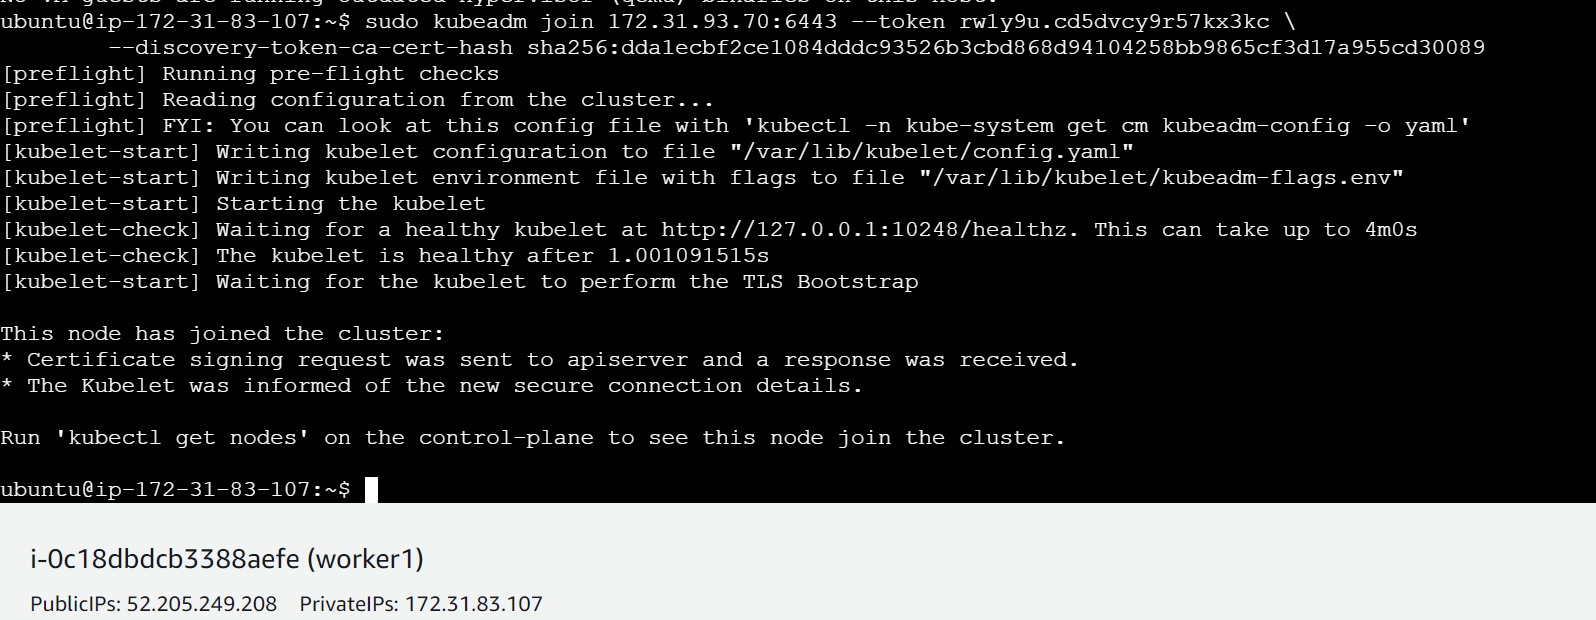 ubuntu@ip-172-31-83-107:~$ sudo kubeadm join 172.31.93.70:6443 --token rw1y9u.cd5dvcy9r57kx3kc \
        --discovery-token-ca-cert-hash sha256:dda1ecbf2ce1084dddc93526b3cbd868d94104258bb9865cf3d17a955cd30089
[preflight] Running pre-flight checks
[preflight] Reading configuration from the cluster...
[preflight] FYI: You can look at this config file with 'kubectl -n kube-system get cm kubeadm-config -o yaml'
[kubelet-start] Writing kubelet configuration to file "/var/lib/kubelet/config.yaml"
[kubelet-start] Writing kubelet environment file with flags to file "/var/lib/kubelet/kubeadm-flags.env"
[kubelet-start] Starting the kubelet
[kubelet-check] Waiting for a healthy kubelet at http://127.0.0.1:10248/healthz. This can take up to 4m0s
[kubelet-check] The kubelet is healthy after 1.001091515s
[kubelet-start] Waiting for the kubelet to perform the TLS Bootstrap
This node has joined the cluster:
* Certificate signing request was sent to apiserver and a response was received.
* The Kubelet was informed of the new secure connection details.
Run 'kubectl get nodes' on the control-plane to see this node join the cluster.
ubuntu@ip-172-31-83-107:~$
i-0c18dbdcb3388aefe (worker1)
PublicIPs: 52.205.249.208    PrivateIPs: 172.31.83.107